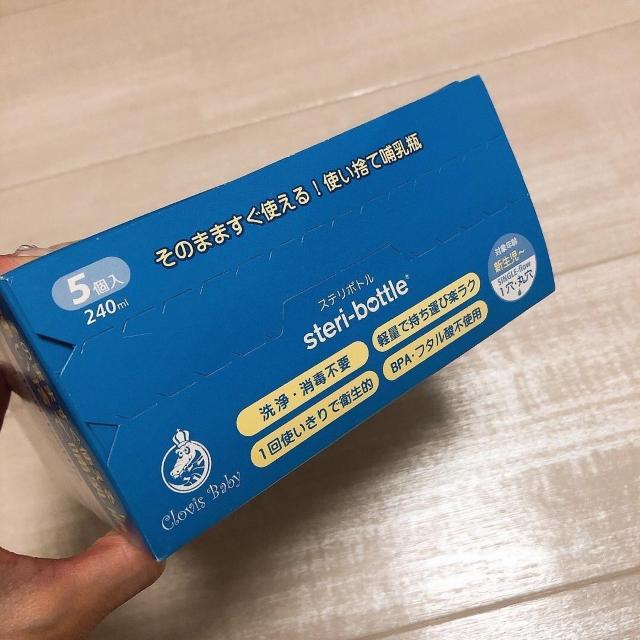 そのまますぐ使える！使い捨て哺乳瓶
5個入
240ml
ステリボトル
steri-bottle®
対象年齢
新生児～
SINGLE-flow
1穴・丸穴
洗浄・消毒不要
軽量で持ち運び楽ラク
1回使いきりで衛生的
BPA・フタル酸不使用
Clovis Baby